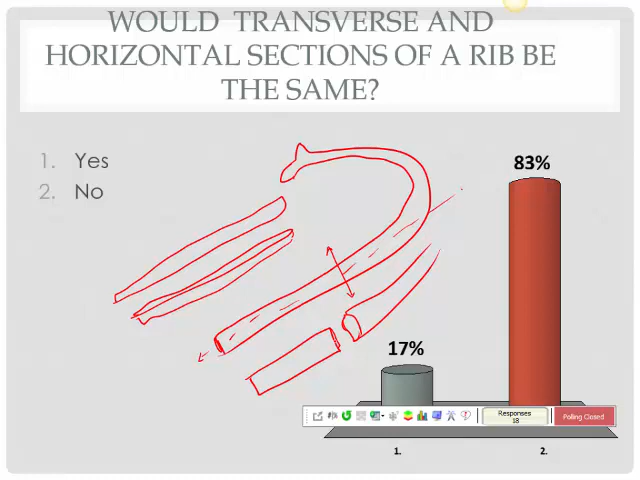 WOULD TRANSVERSE AND
HORIZONTAL SECTIONS OF A RIB BE
THE SAME?
1. Yes
2. No
83%
17%
Responses
18
Polling Closed
1.
2.